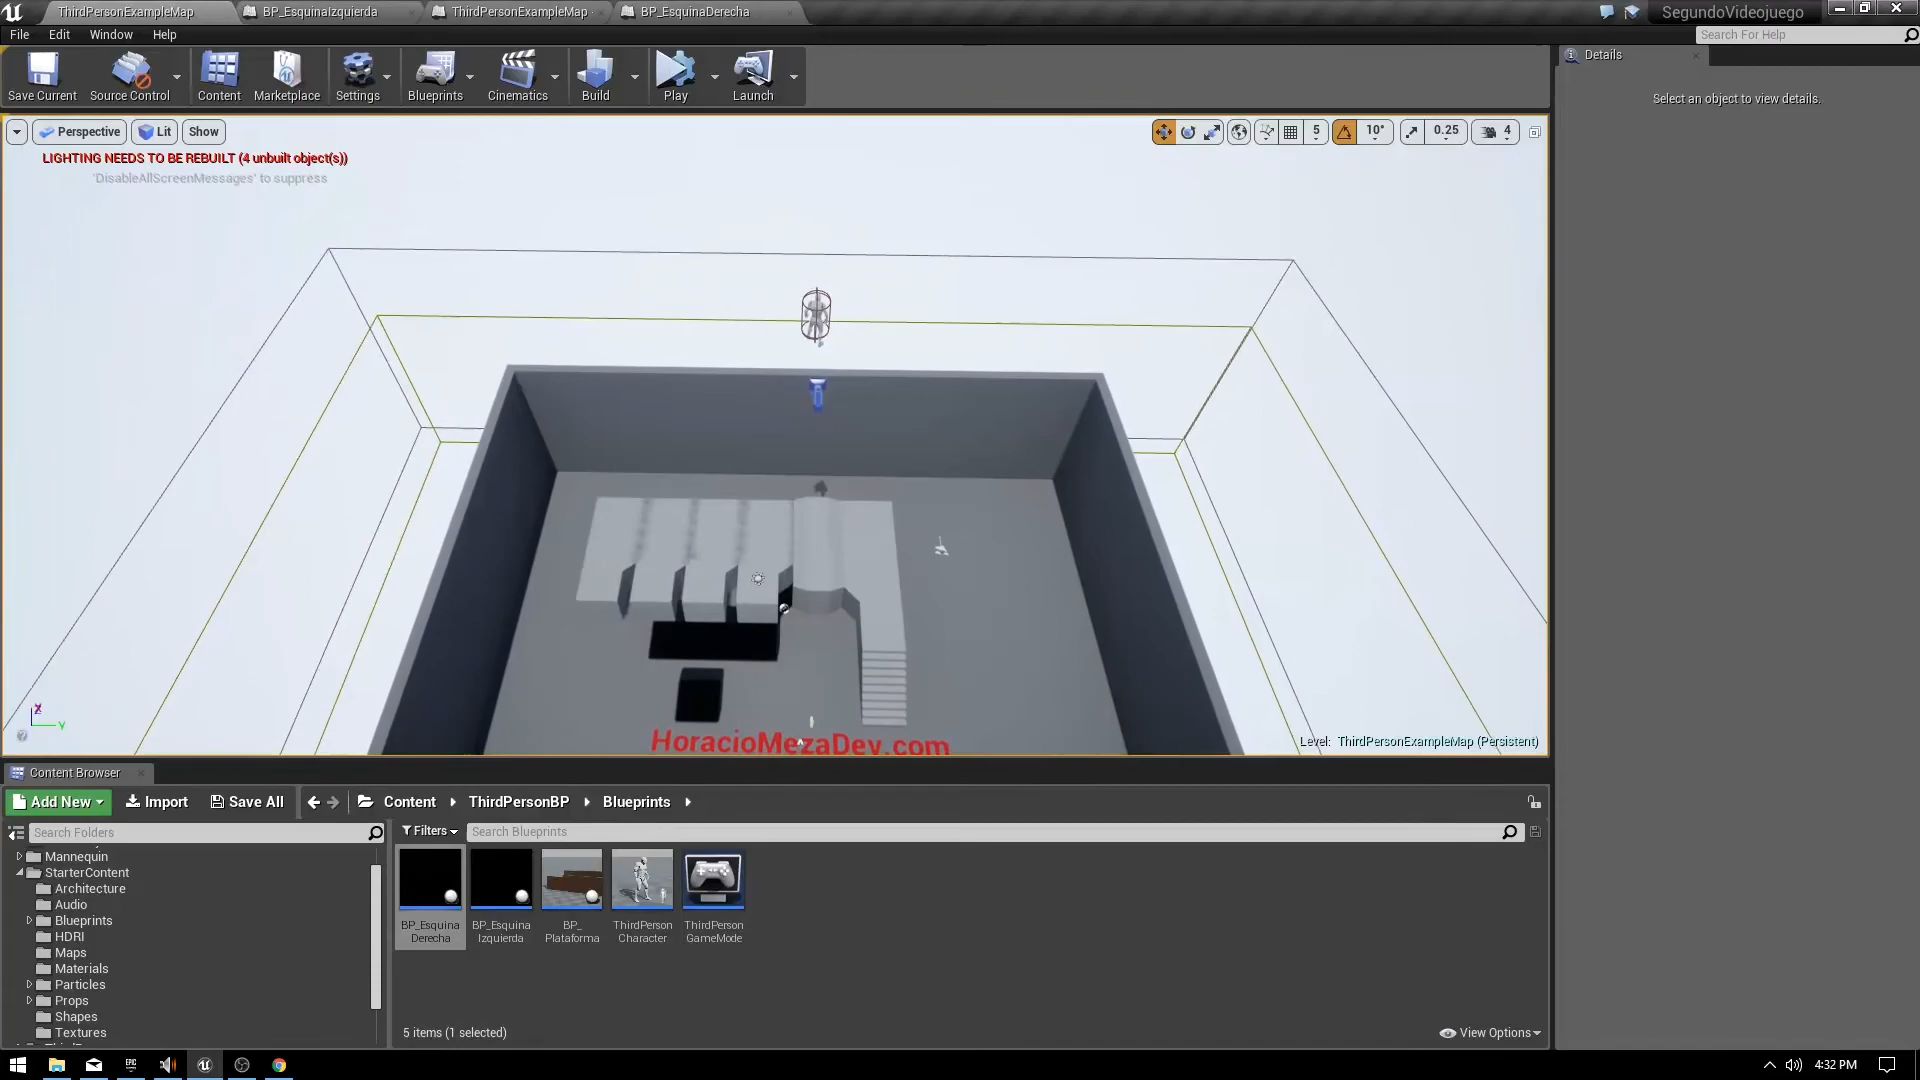 ThirdPersonExampleMap
BP_EsquinaIzquierda
ThirdPersonExampleMap
BP_EsquinaDerecha
SegundoVideojuego
File
Edit
Window
Help
Search For Help
Save Current
Source Control
Content
Marketplace
Settings
Blueprints
Cinematics
Build
Play
Launch
Details
Select an object to view details.
Perspective
Lit
Show
5
10°
0.25
4
LIGHTING NEEDS TO BE REBUILT (4 unbuilt object(s))
'DisableAllScreenMessages' to suppress
HoracioMezaDev.com
Level: ThirdPersonExampleMap (Persistent)
Content Browser
Add New
Import
Save All
Content
ThirdPersonBP
Blueprints
Search Folders
Filters
Search Blueprints
Mannequin
StarterContent
Architecture
Audio
Blueprints
HDRI
Maps
Materials
Particles
Props
Shapes
Textures
BP_Esquina
Derecha
BP_Esquina
Izquierda
BP_
Plataforma
ThirdPerson
Character
ThirdPerson
GameMode
5 items (1 selected)
View Options
EPIC
4:32 PM